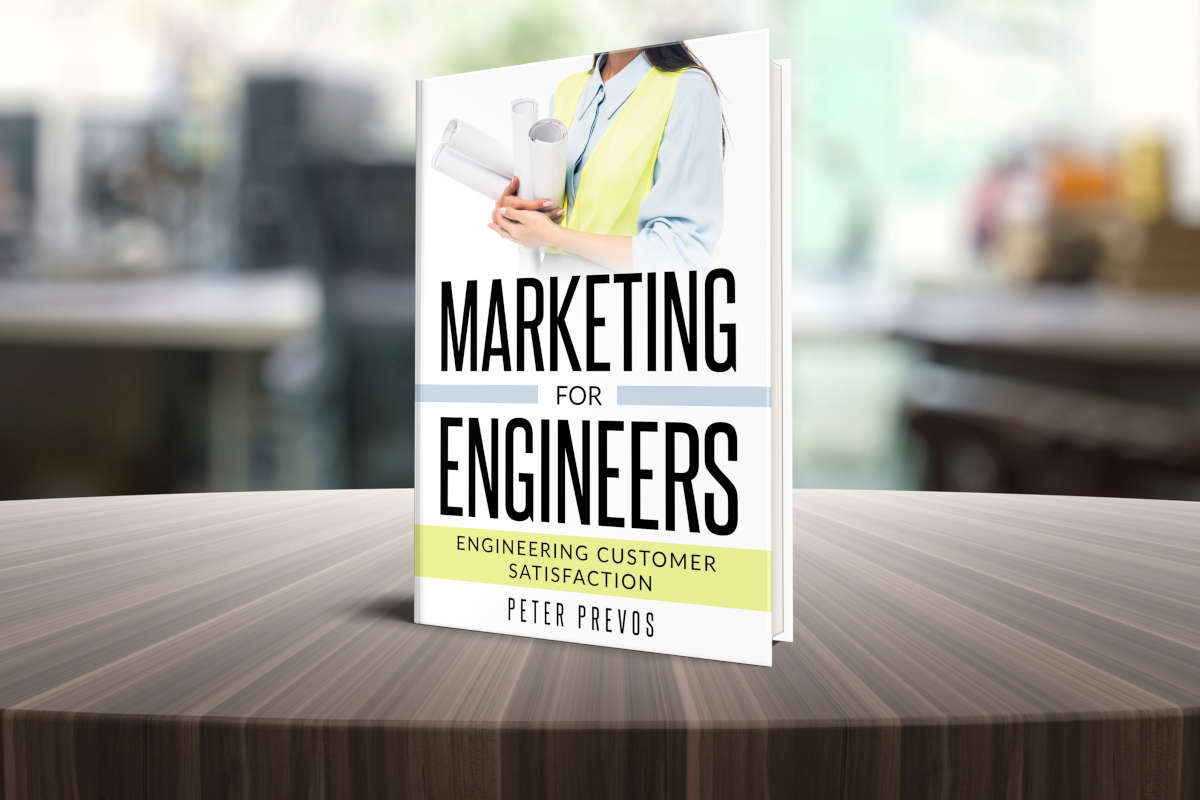 MARKETING
FOR
ENGINEERS
ENGINEERING CUSTOMER
SATISFACTION
PETER PREVOS